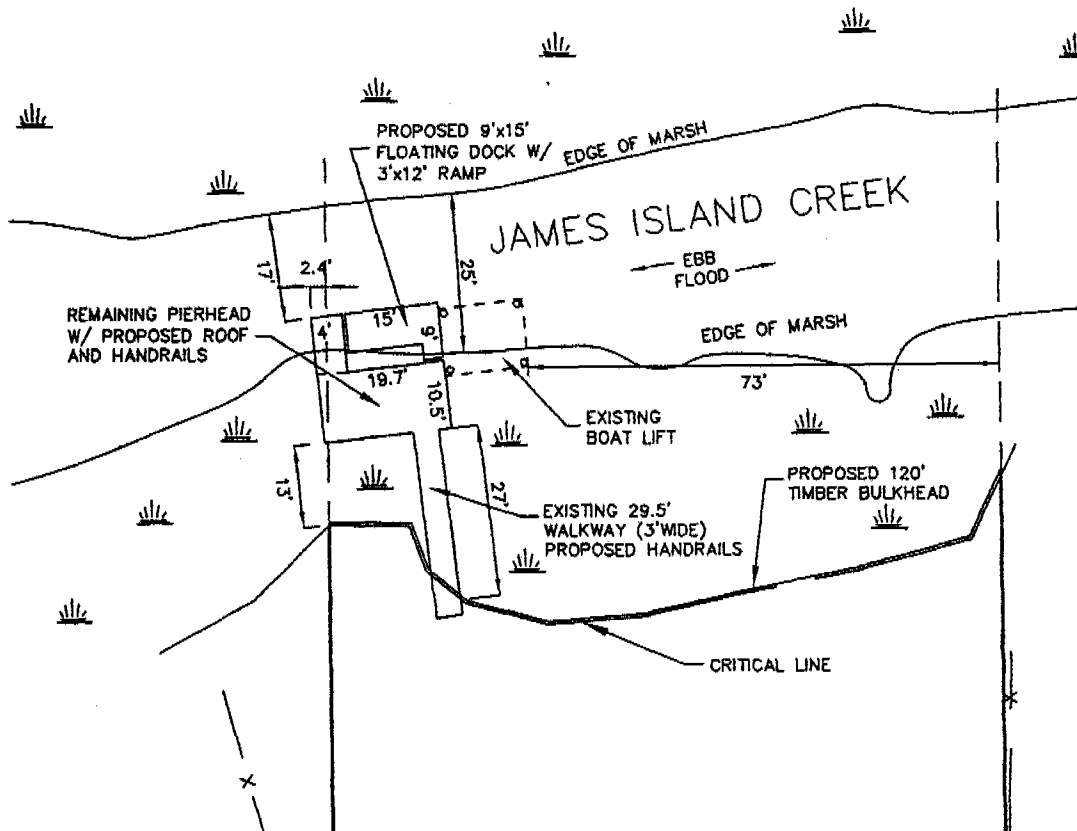 PROPOSED 9'x15'
FLOATING DOCK W/
3'x12' RAMP
EDGE OF MARSH
JAMES ISLAND CREEK
EBB
FLOOD
17'
2.4'
25'
REMAINING PIERHEAD
W/ PROPOSED ROOF
AND HANDRAILS
4'
15'
9'
EDGE OF MARSH
19.7'
10.5'
73'
EXISTING
BOAT LIFT
13'
27'
PROPOSED 120'
TIMBER BULKHEAD
EXISTING 29.5'
WALKWAY (3'WIDE)
PROPOSED HANDRAILS
CRITICAL LINE
X
X